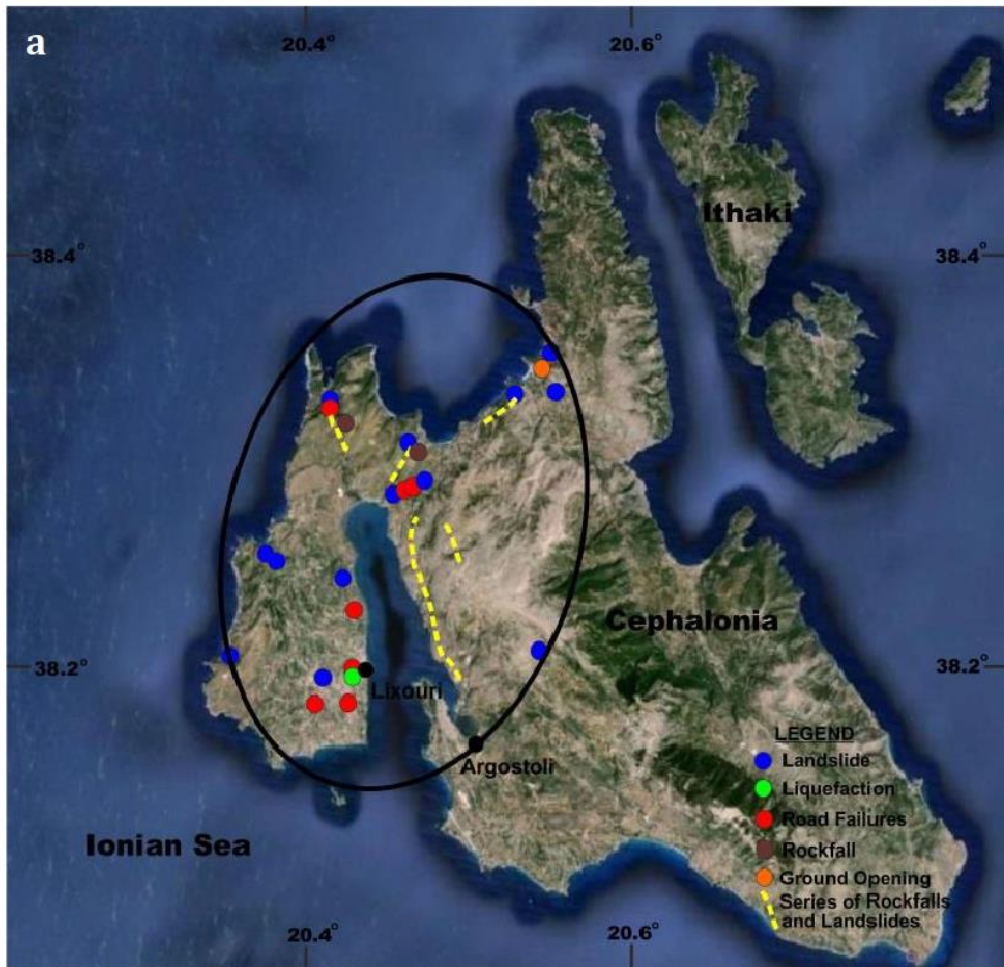 a
20.4°
20.6°
Ithaki
38.4°
38.4°
Cephalonia
38.2°
38.2°
Lixouri
Argostoli
LEGEND
Landslide
Liquefaction
Road Failures
Rockfall
Ground Opening
Series of Rockfalls
and Landslides
Ionian Sea
20.4°
20.6°